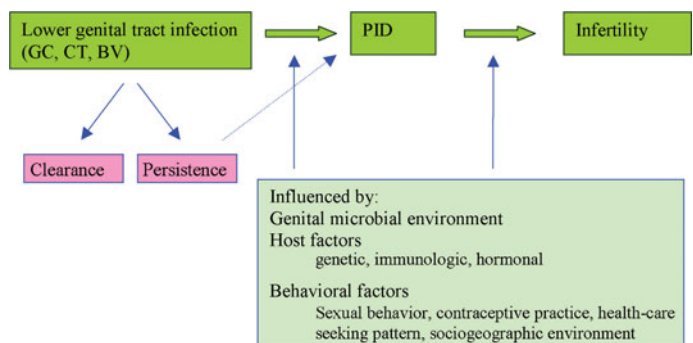 Lower genital tract infection
(GC, CT, BV)
PID
Infertility
Clearance
Persistence
Influenced by:
Genital microbial environment
Host factors
genetic, immunologic, hormonal
Behavioral factors
Sexual behavior, contraceptive practice, health-care
seeking pattern, sociogeographic environment